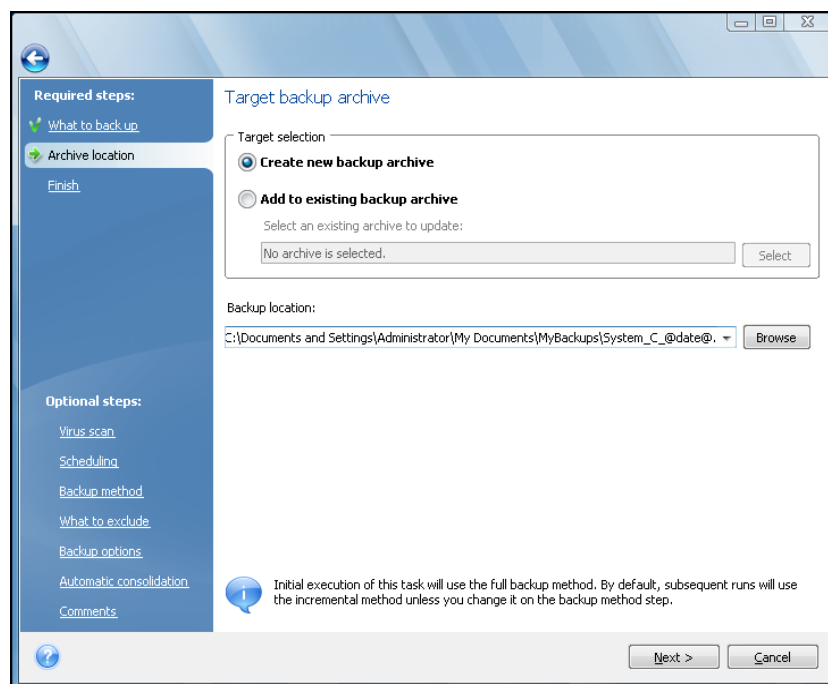 Required steps:
What to back up
Archive location
Finish
Optional steps:
Virus scan
Scheduling
Backup method
What to exclude
Backup options
Automatic consolidation
Comments
Target backup archive
Target selection
Create new backup archive
Add to existing backup archive
Select an existing archive to update:
No archive is selected.
Select
Backup location:
C:\Documents and Settings\Administrator\My Documents\MyBackups\System_C_@date@.
Browse
Initial execution of this task will use the full backup method. By default, subsequent runs will use
the incremental method unless you change it on the backup method step.
Next >
Cancel